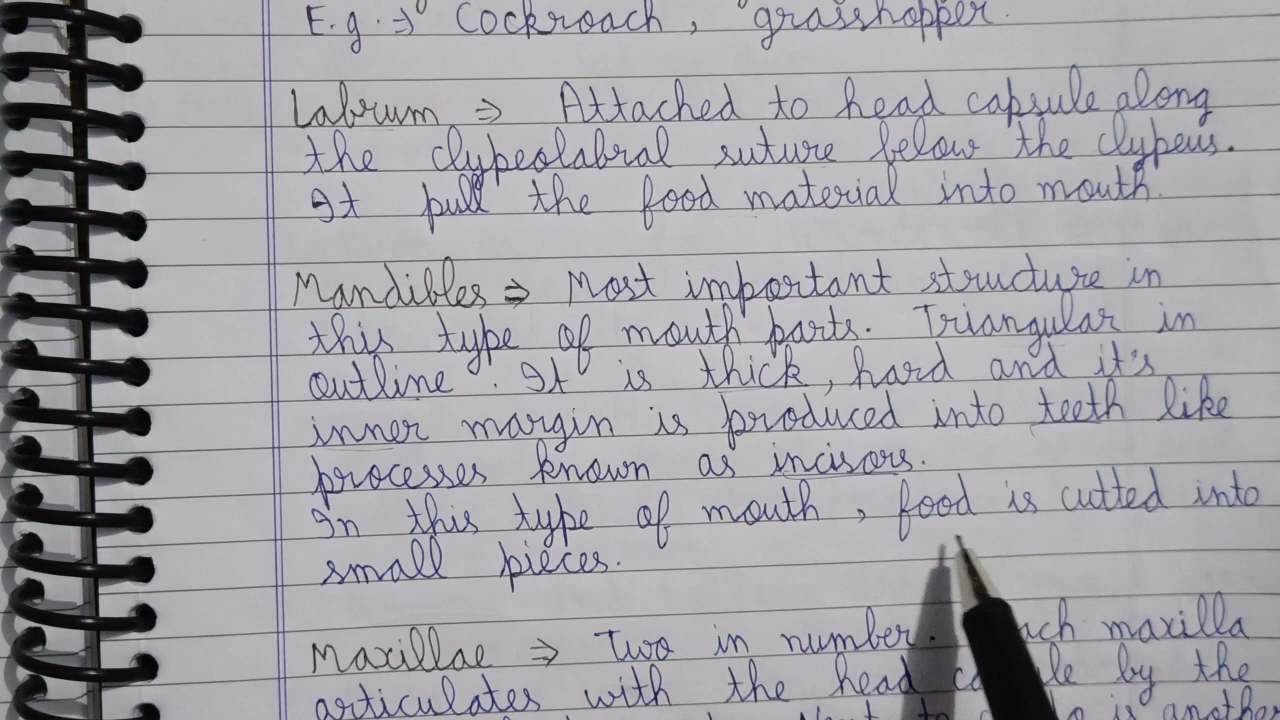 E.g. ⇒ Cockroach, grasshopper.
Labrum ⇒ Attached to head capsule along
the clypeolabral suture below the clypeus.
It pull the food material into mouth.
Mandibles ⇒ Most important structure in
this type of mouth parts. Triangular in
outline. It is thick, hard and it's
inner margin is produced into teeth like
processes known as incisors.
In this type of mouth, food is cutted into
small pieces.
Maxillae ⇒ Two in number. maxilla
articulates with the head by the
to is another